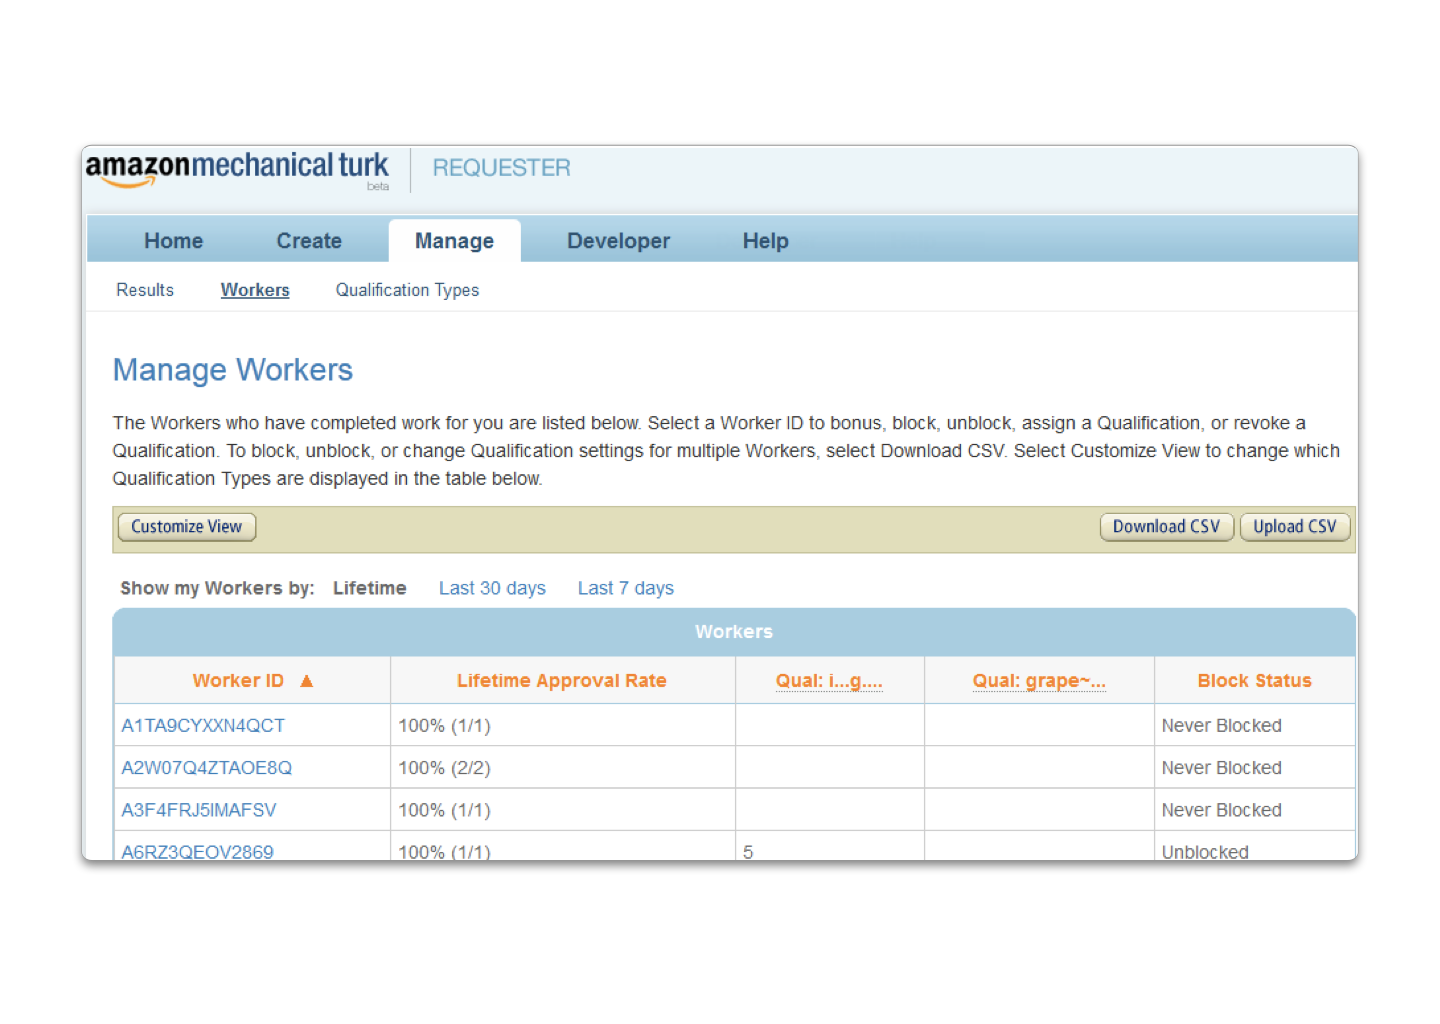 amazonmechanical turk
beta
REQUESTER
Home Create Manage Developer Help
Results Workers Qualification Types
Manage Workers
The Workers who have completed work for you are listed below. Select a Worker ID to bonus, block, unblock, assign a Qualification, or revoke a
Qualification. To block, unblock, or change Qualification settings for multiple Workers, select Download CSV. Select Customize View to change which
Qualification Types are displayed in the table below.
Customize View Download CSV Upload CSV
Show my Workers by: Lifetime Last 30 days Last 7 days
Workers
Worker ID ▲ Lifetime Approval Rate Qual: i...g.... Qual: grape~... Block Status
A1TA9CYXXN4QCT 100% (1/1) Never Blocked
A2W07Q4ZTAOE8Q 100% (2/2) Never Blocked
A3F4FRJ5IMAFSV 100% (1/1) Never Blocked
A6RZ3QEOV2869 100% (1/1) 5 Unblocked